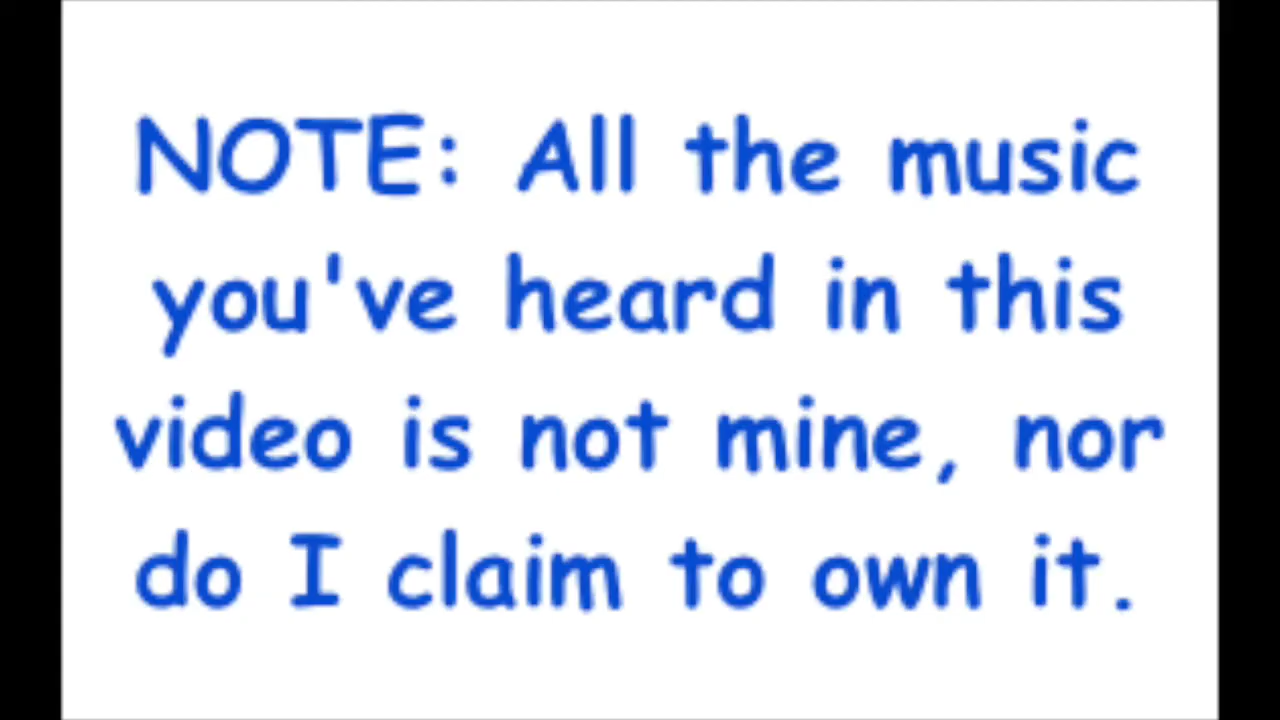 NOTE: All the music
you've heard in this
video is not mine, nor
do I claim to own it.